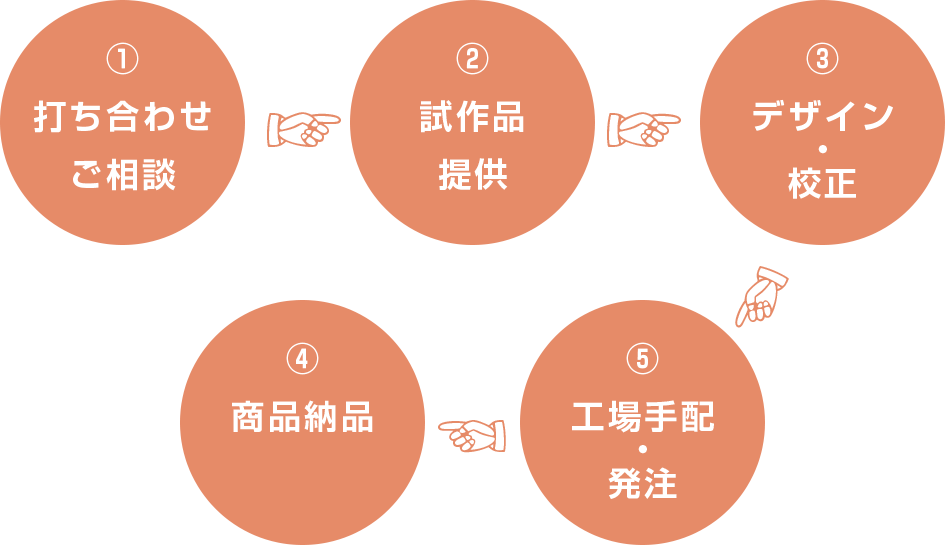 ①
打ち合わせ
ご相談
②
試作品
提供
③
デザイン
・
校正
④
商品納品
⑤
工場手配
・
発注